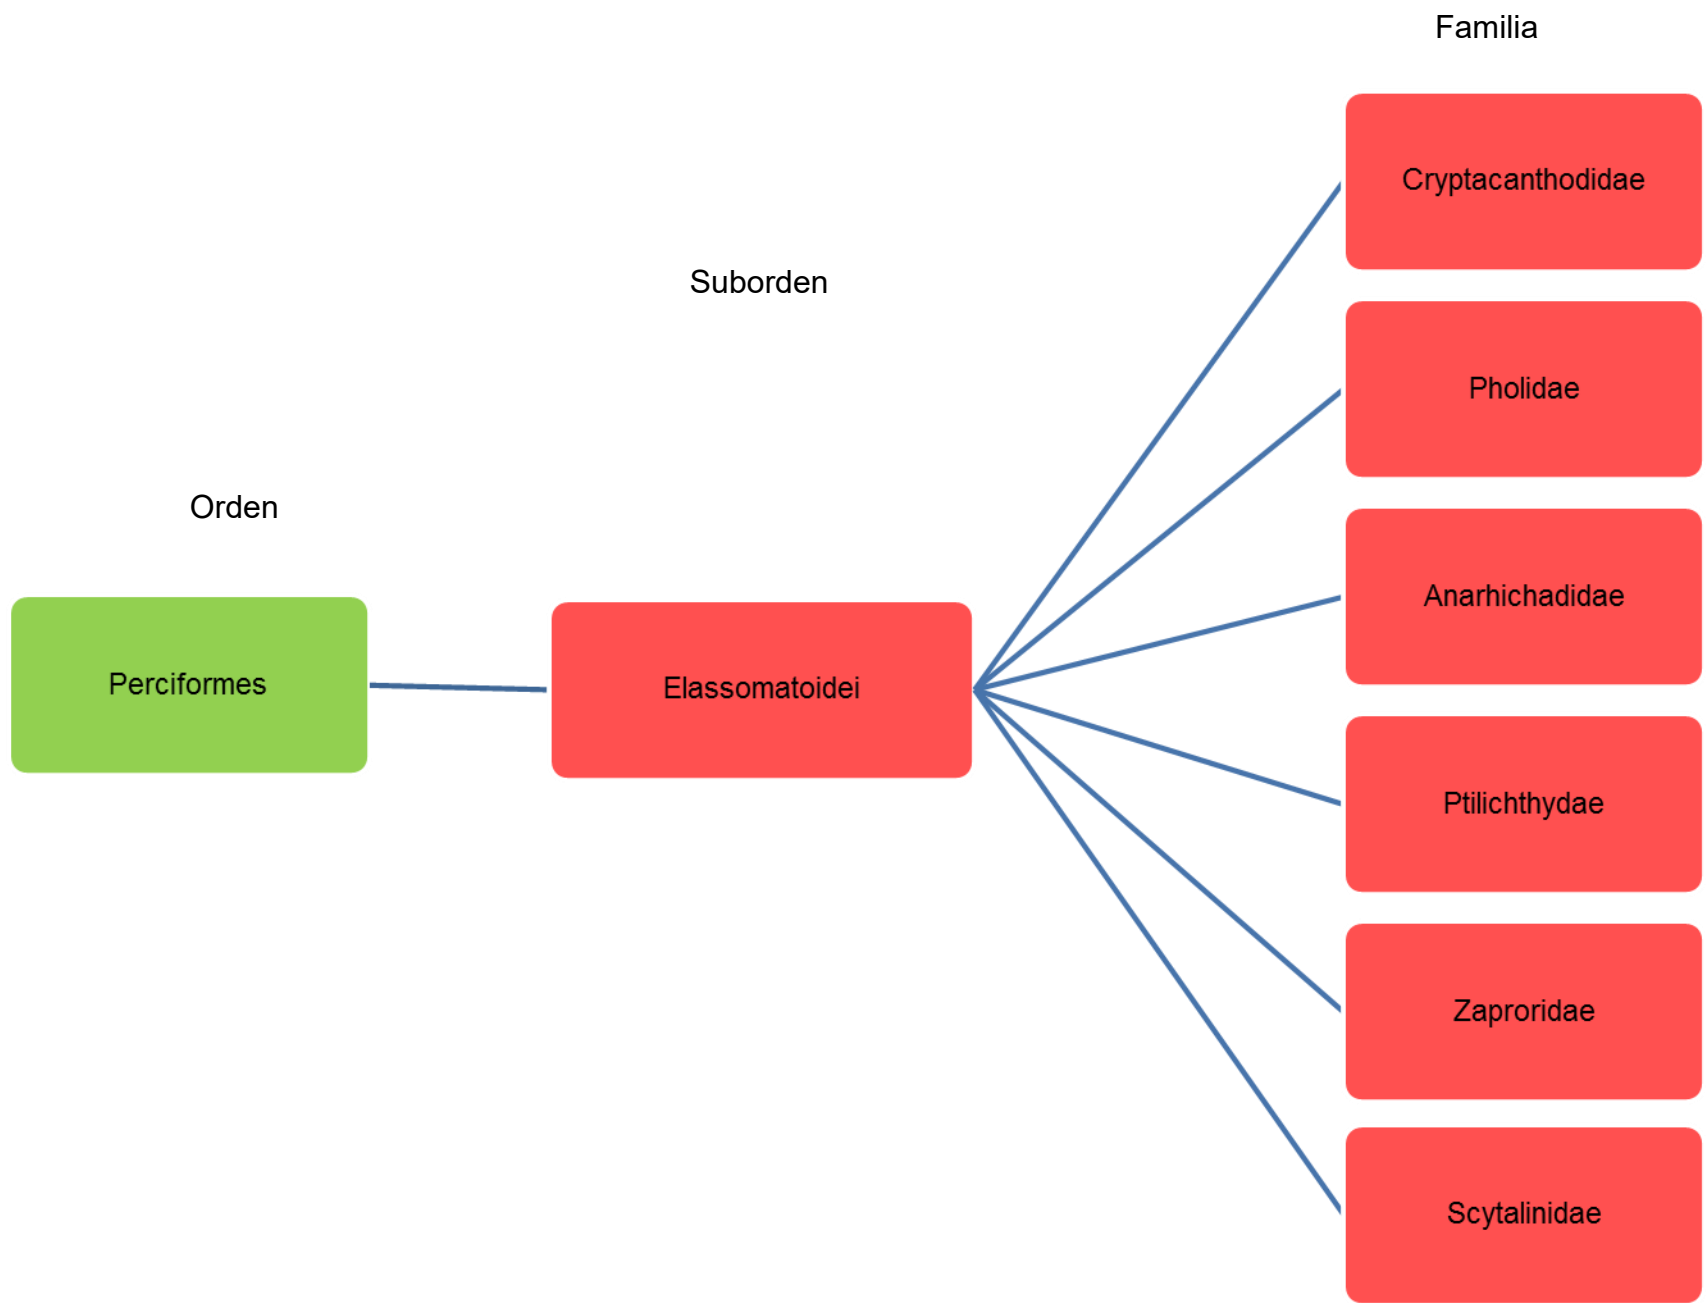 Familia
Cryptacanthodidae
Suborden
Pholidae
Orden
Anarhichadidae
Perciformes
Elassomatoidei
Ptilichthydae
Zaproridae
Scytalinidae